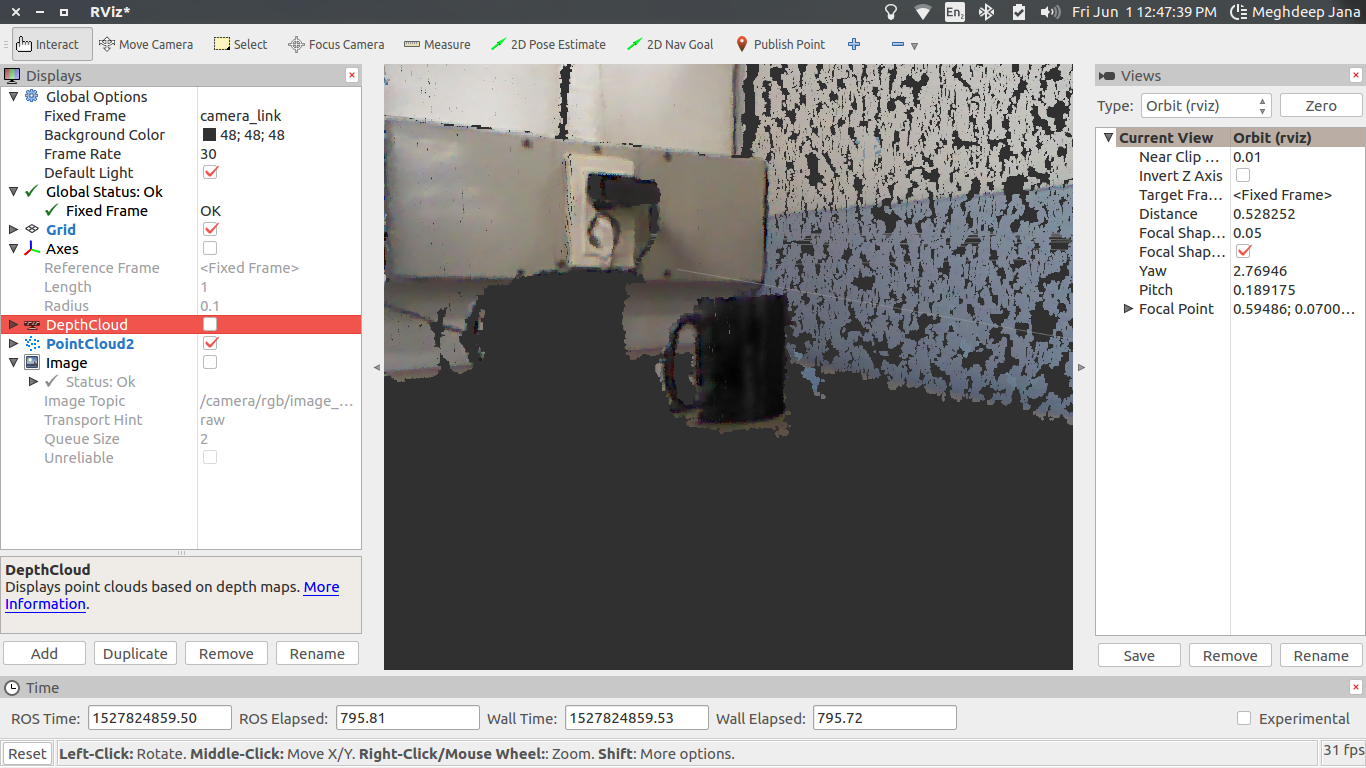 RViz*
En2
Fri Jun 1 12:47:39 PM
Meghdeep Jana
Interact
Move Camera
Select
Focus Camera
Measure
2D Pose Estimate
2D Nav Goal
Publish Point
Displays
Global Options
Fixed Frame camera_link
Background Color 48; 48; 48
Frame Rate 30
Default Light
Global Status: Ok
Fixed Frame OK
Grid
Axes
Reference Frame <Fixed Frame>
Length 1
Radius 0.1
DepthCloud
PointCloud2
Image
Status: Ok
Image Topic /camera/rgb/image_...
Transport Hint raw
Queue Size 2
Unreliable
DepthCloud
Displays point clouds based on depth maps. More
Information.
Add Duplicate Remove Rename
Views
Type: Orbit (rviz) Zero
Current View Orbit (rviz)
Near Clip ... 0.01
Invert Z Axis
Target Fra... <Fixed Frame>
Distance 0.528252
Focal Shap... 0.05
Focal Shap...
Yaw 2.76946
Pitch 0.189175
Focal Point 0.59486; 0.0700...
Save Remove Rename
Time
ROS Time: 1527824859.50 ROS Elapsed: 795.81 Wall Time: 1527824859.53 Wall Elapsed: 795.72 Experimental
Reset Left-Click: Rotate. Middle-Click: Move X/Y. Right-Click/Mouse Wheel:: Zoom. Shift: More options. 31 fps